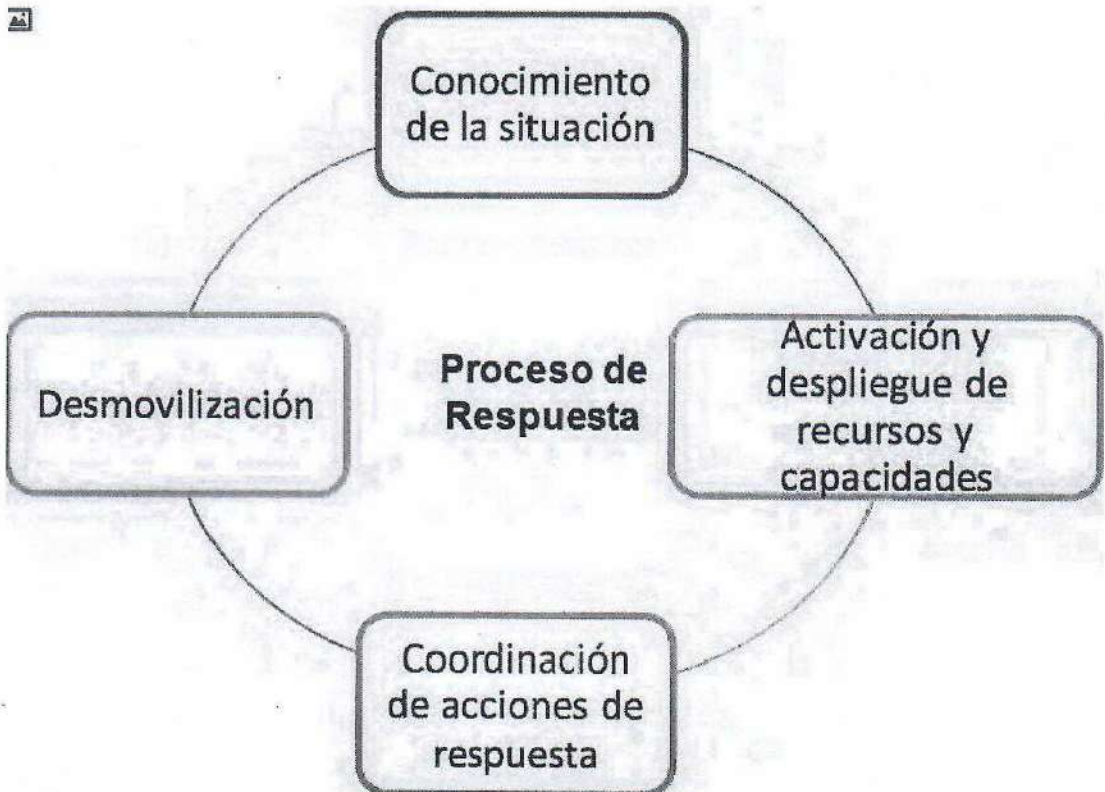 Conocimiento
de la situación
Activación y
despliegue de
recursos y
capacidades
Proceso de
Respuesta
Desmovilización
Coordinación
de acciones de
respuesta